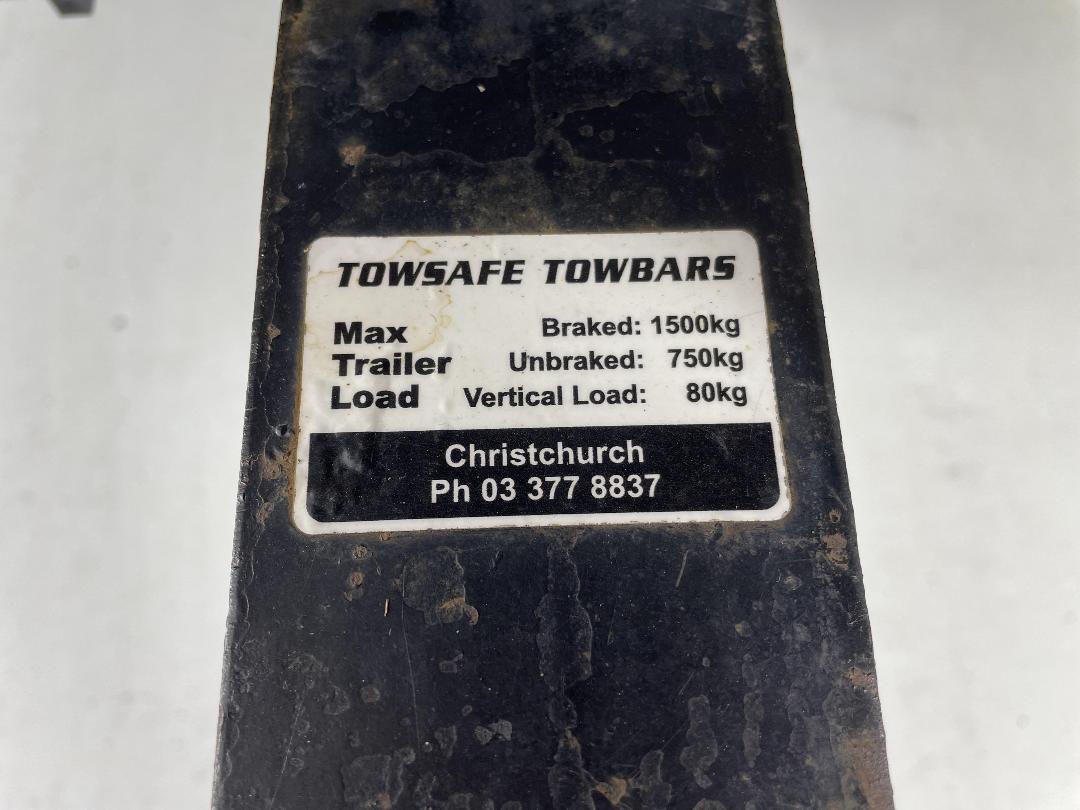 TOWSAFE TOWBARS
Max Braked: 1500kg
Trailer Unbraked: 750kg
Load Vertical Load: 80kg
Christchurch
Ph 03 377 8837